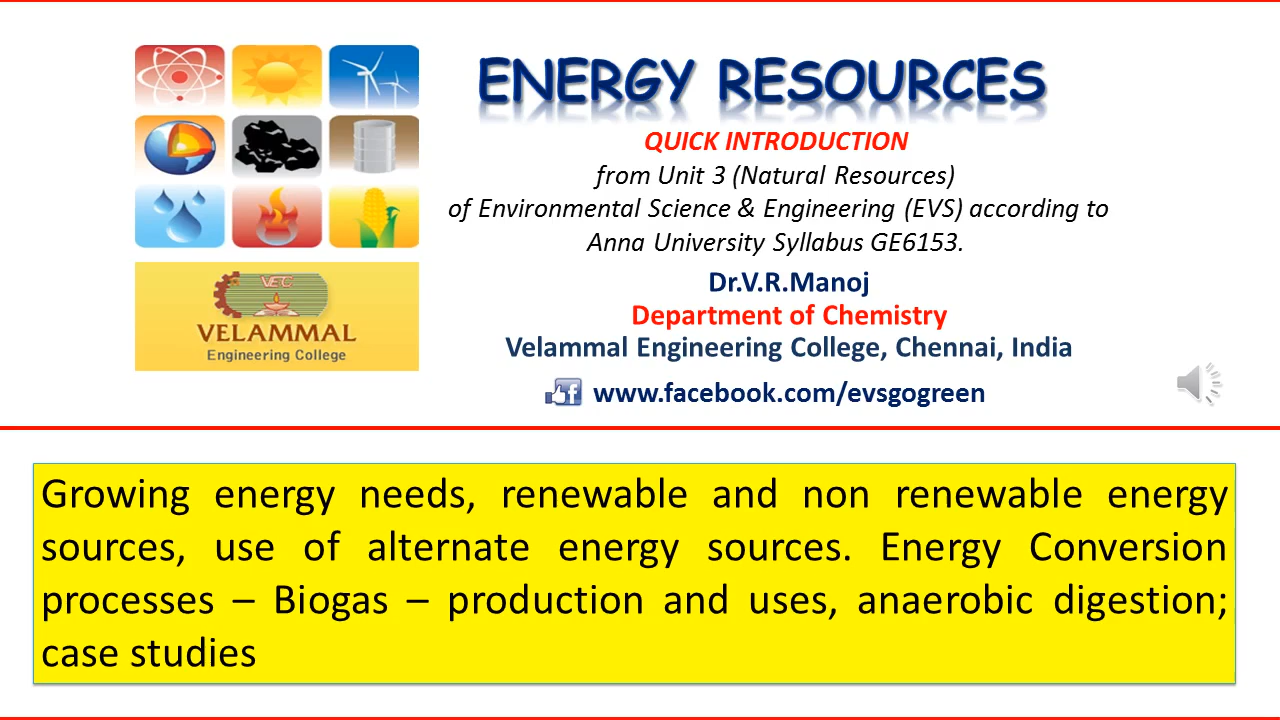 ENERGY RESOURCES
QUICK INTRODUCTION
from Unit 3 (Natural Resources)
of Environmental Science & Engineering (EVS) according to
Anna University Syllabus GE6153.
Dr.V.R.Manoj
Department of Chemistry
Velammal Engineering College, Chennai, India
www.facebook.com/evsgogreen
VEC
VELAMMAL
Engineering College
Growing energy needs, renewable and non renewable energy
sources, use of alternate energy sources. Energy Conversion
processes – Biogas – production and uses, anaerobic digestion;
case studies